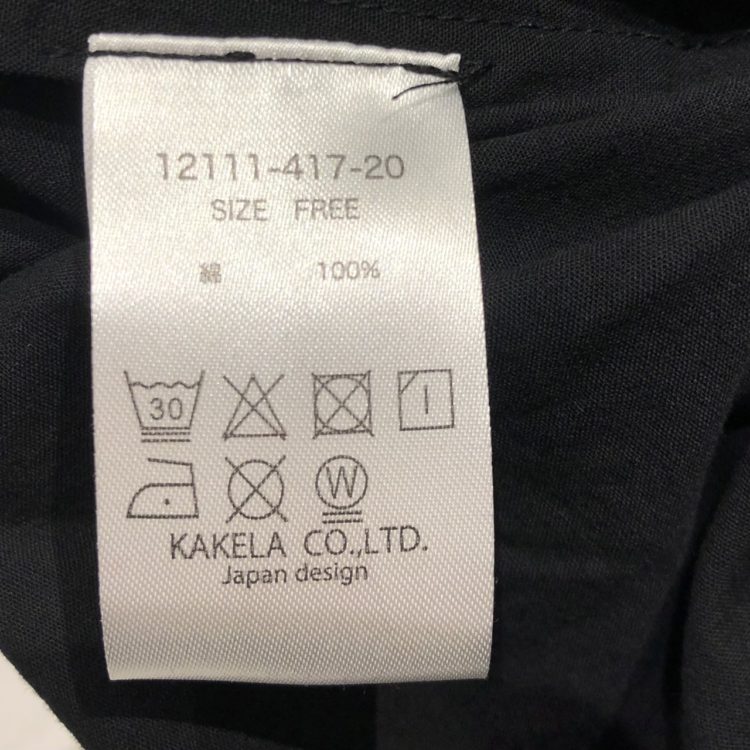 12111-417-20
SIZE FREE
綿 100%
30
W
KAKELA CO.,LTD.
Japan design